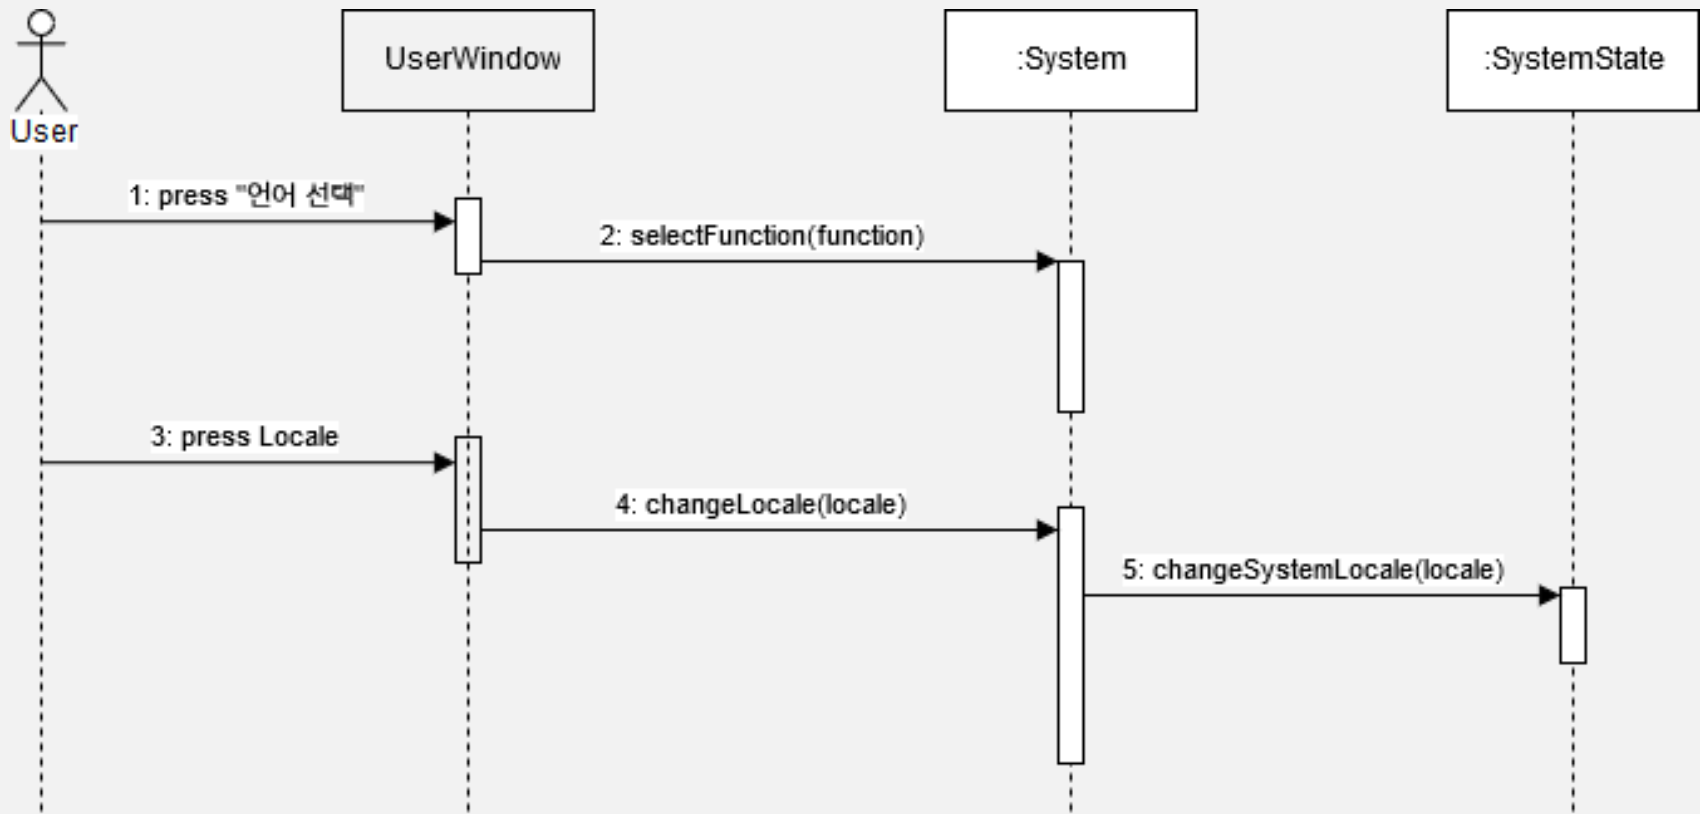 UserWindow
:System
:SystemState
User
1: press "언어 선택"
2: selectFunction(function)
3: press Locale
4: changeLocale(locale)
5: changeSystemLocale(locale)